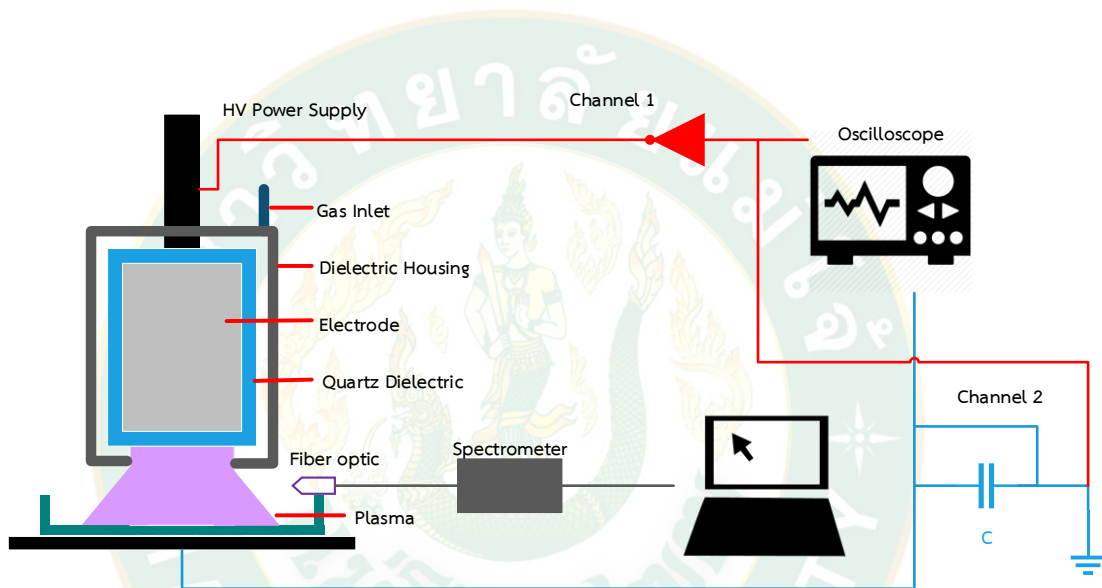 Channel 1
HV Power Supply
Oscilloscope
Gas Inlet
Dielectric Housing
Electrode
Quartz Dielectric
Channel 2
Spectrometer
Fiber optic
Plasma
C